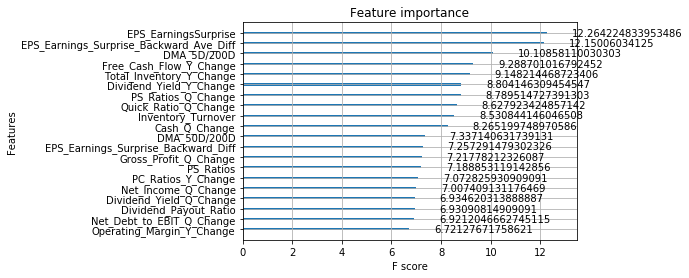 Feature importance
EPS_EarningsSurprise 12.264224833953486
EPS_Earnings_Surprise_Backward_Ave_Diff 12.15006034125
DMA_5D/200D 10.10858110030303
Free_Cash_Flow_Y_Change 9.288701016792452
Total_Inventory_Y_Change 9.148214468723406
Dividend_Yield_Y_Change 8.804146309454547
PS_Ratios_Q_Change 8.789514727391303
Quick_Ratio_Q_Change 8.627923424857142
Inventory_Turnover 8.530844146046508
Cash_Q_Change 8.265199748970586
DMA_50D/200D 7.337140631739131
EPS_Earnings_Surprise_Backward_Diff 7.257291479302326
Gross_Profit_Q_Change 7.21778212326087
PS_Ratios 7.188853119142856
PC_Ratios_Y_Change 7.072825930909091
Net_Income_Q_Change 7.007409131176469
Dividend_Yield_Q_Change 6.934620313888887
Dividend_Payout_Ratio 6.93090814909091
Net_Debt_to_EBIT_Q_Change 6.9212046662745115
Operating_Margin_Y_Change 6.72127671758621
0 2 4 6 8 10 12
F score
Features